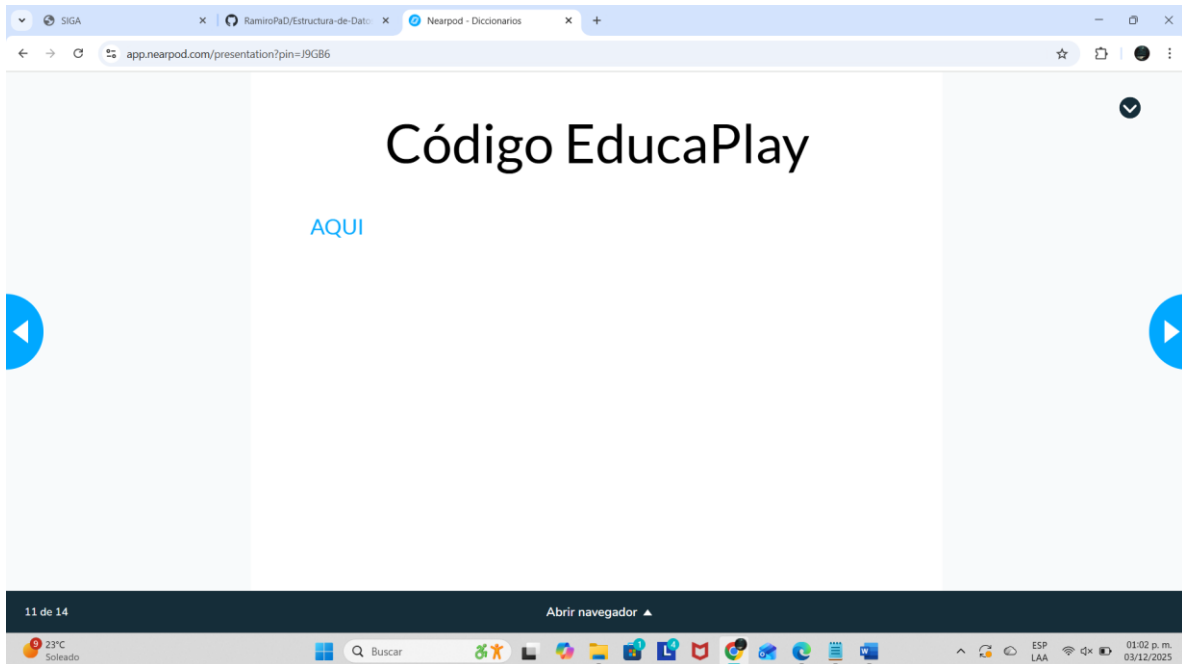 SIGA
RamiroPaD/Estructura-de-Dato
Nearpod - Diccionarios
app.nearpod.com/presentation?pin=J9GB6
Código EducaPlay
AQUI
11 de 14
Abrir navegador
9
23°C
Soleado
Buscar
ESP
LAA
01:02 p. m.
03/12/2025